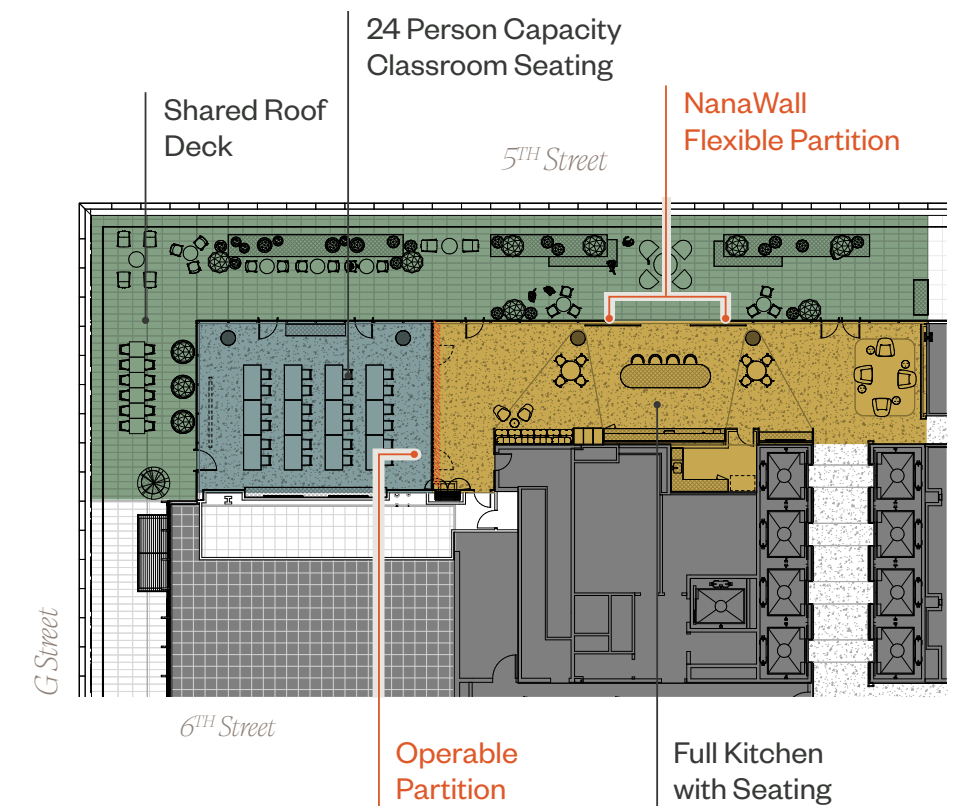 24 Person Capacity
Classroom Seating
Shared Roof
Deck
NanaWall
Flexible Partition
5TH Street
G Street
6TH Street
Operable
Partition
Full Kitchen
with Seating